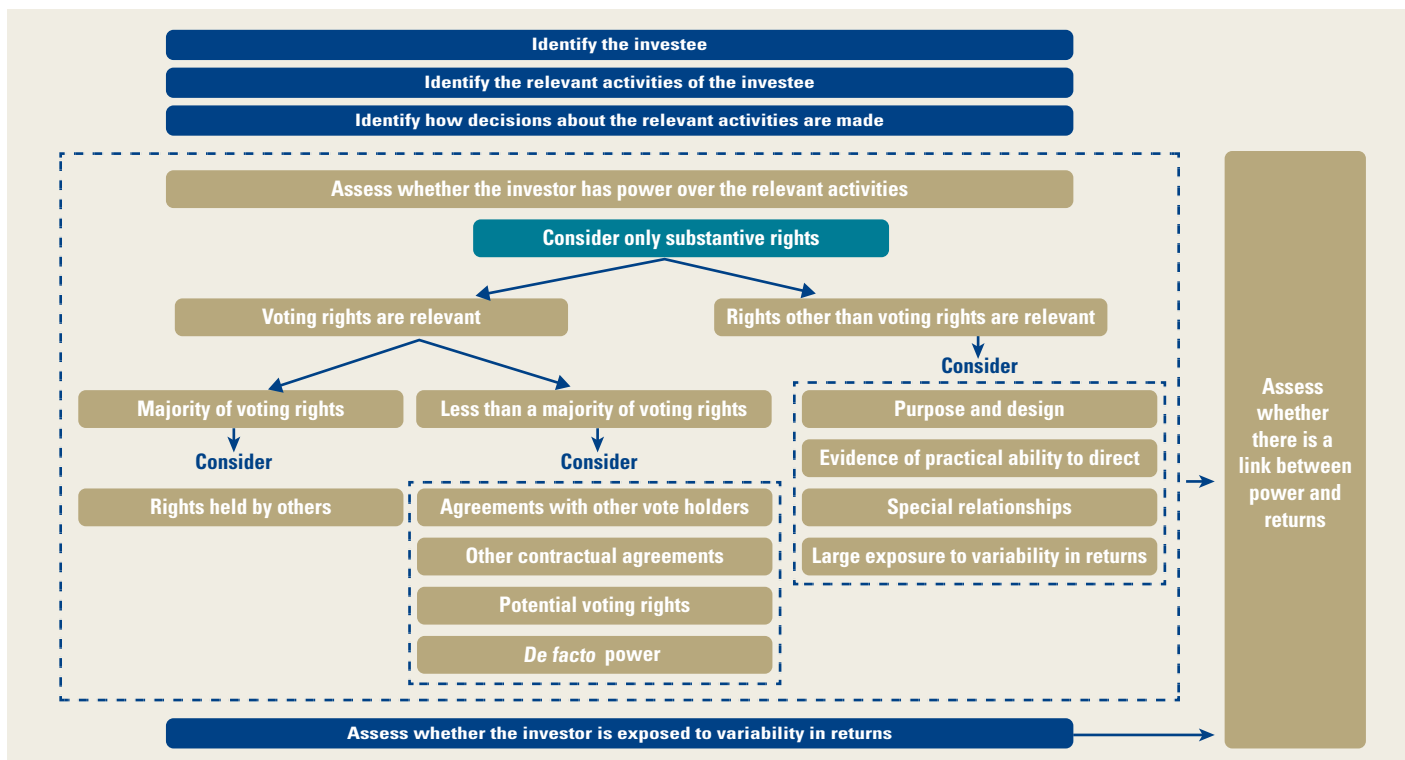 Identify the investee
Identify the relevant activities of the investee
Identify how decisions about the relevant activities are made
Assess whether the investor has power over the relevant activities
Consider only substantive rights
Voting rights are relevant
Rights other than voting rights are relevant
Majority of voting rights
Consider
Rights held by others
Less than a majority of voting rights
Consider
Agreements with other vote holders
Other contractual agreements
Potential voting rights
De facto power
Consider
Purpose and design
Evidence of practical ability to direct
Special relationships
Large exposure to variability in returns
Assess whether the investor is exposed to variability in returns
Assess
whether
there is a
link between
power and
returns